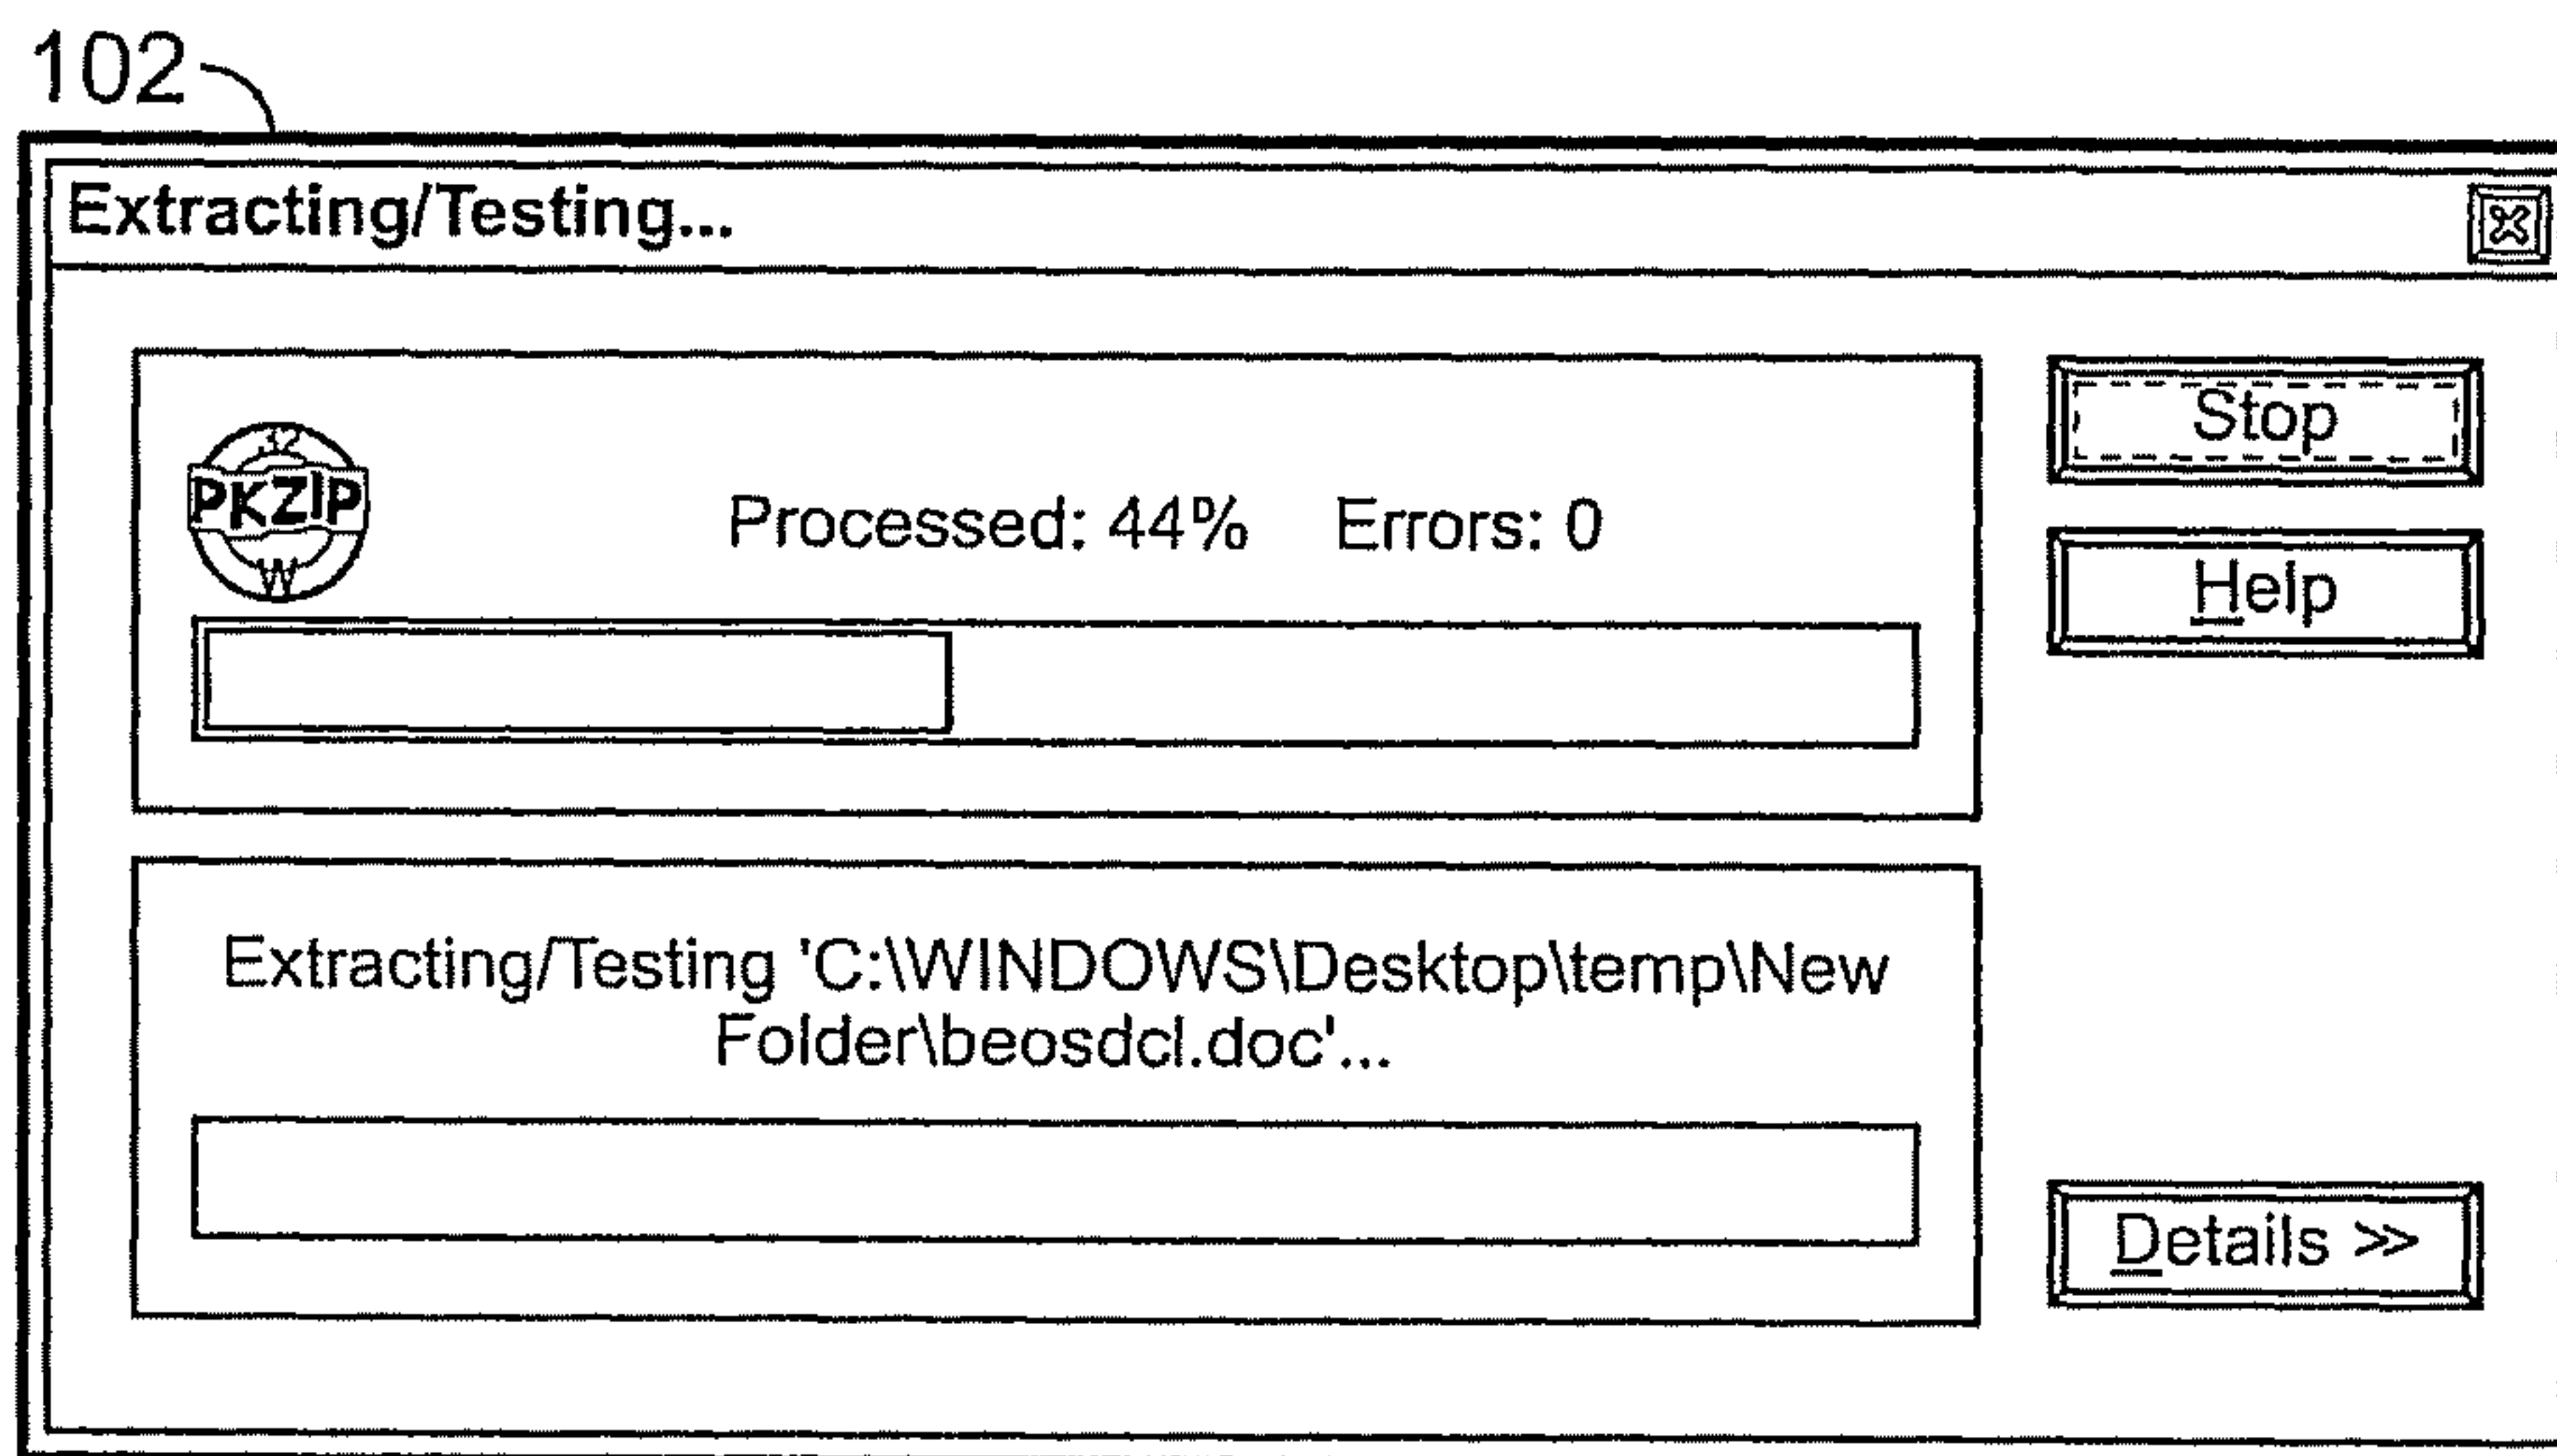 102
Extracting/Testing...
32
PKZIP
W
Processed: 44% Errors: 0
Stop
Help
Extracting/Testing 'C:\WINDOWS\Desktop\temp\New
Folder\beosdcl.doc'...
Details >>